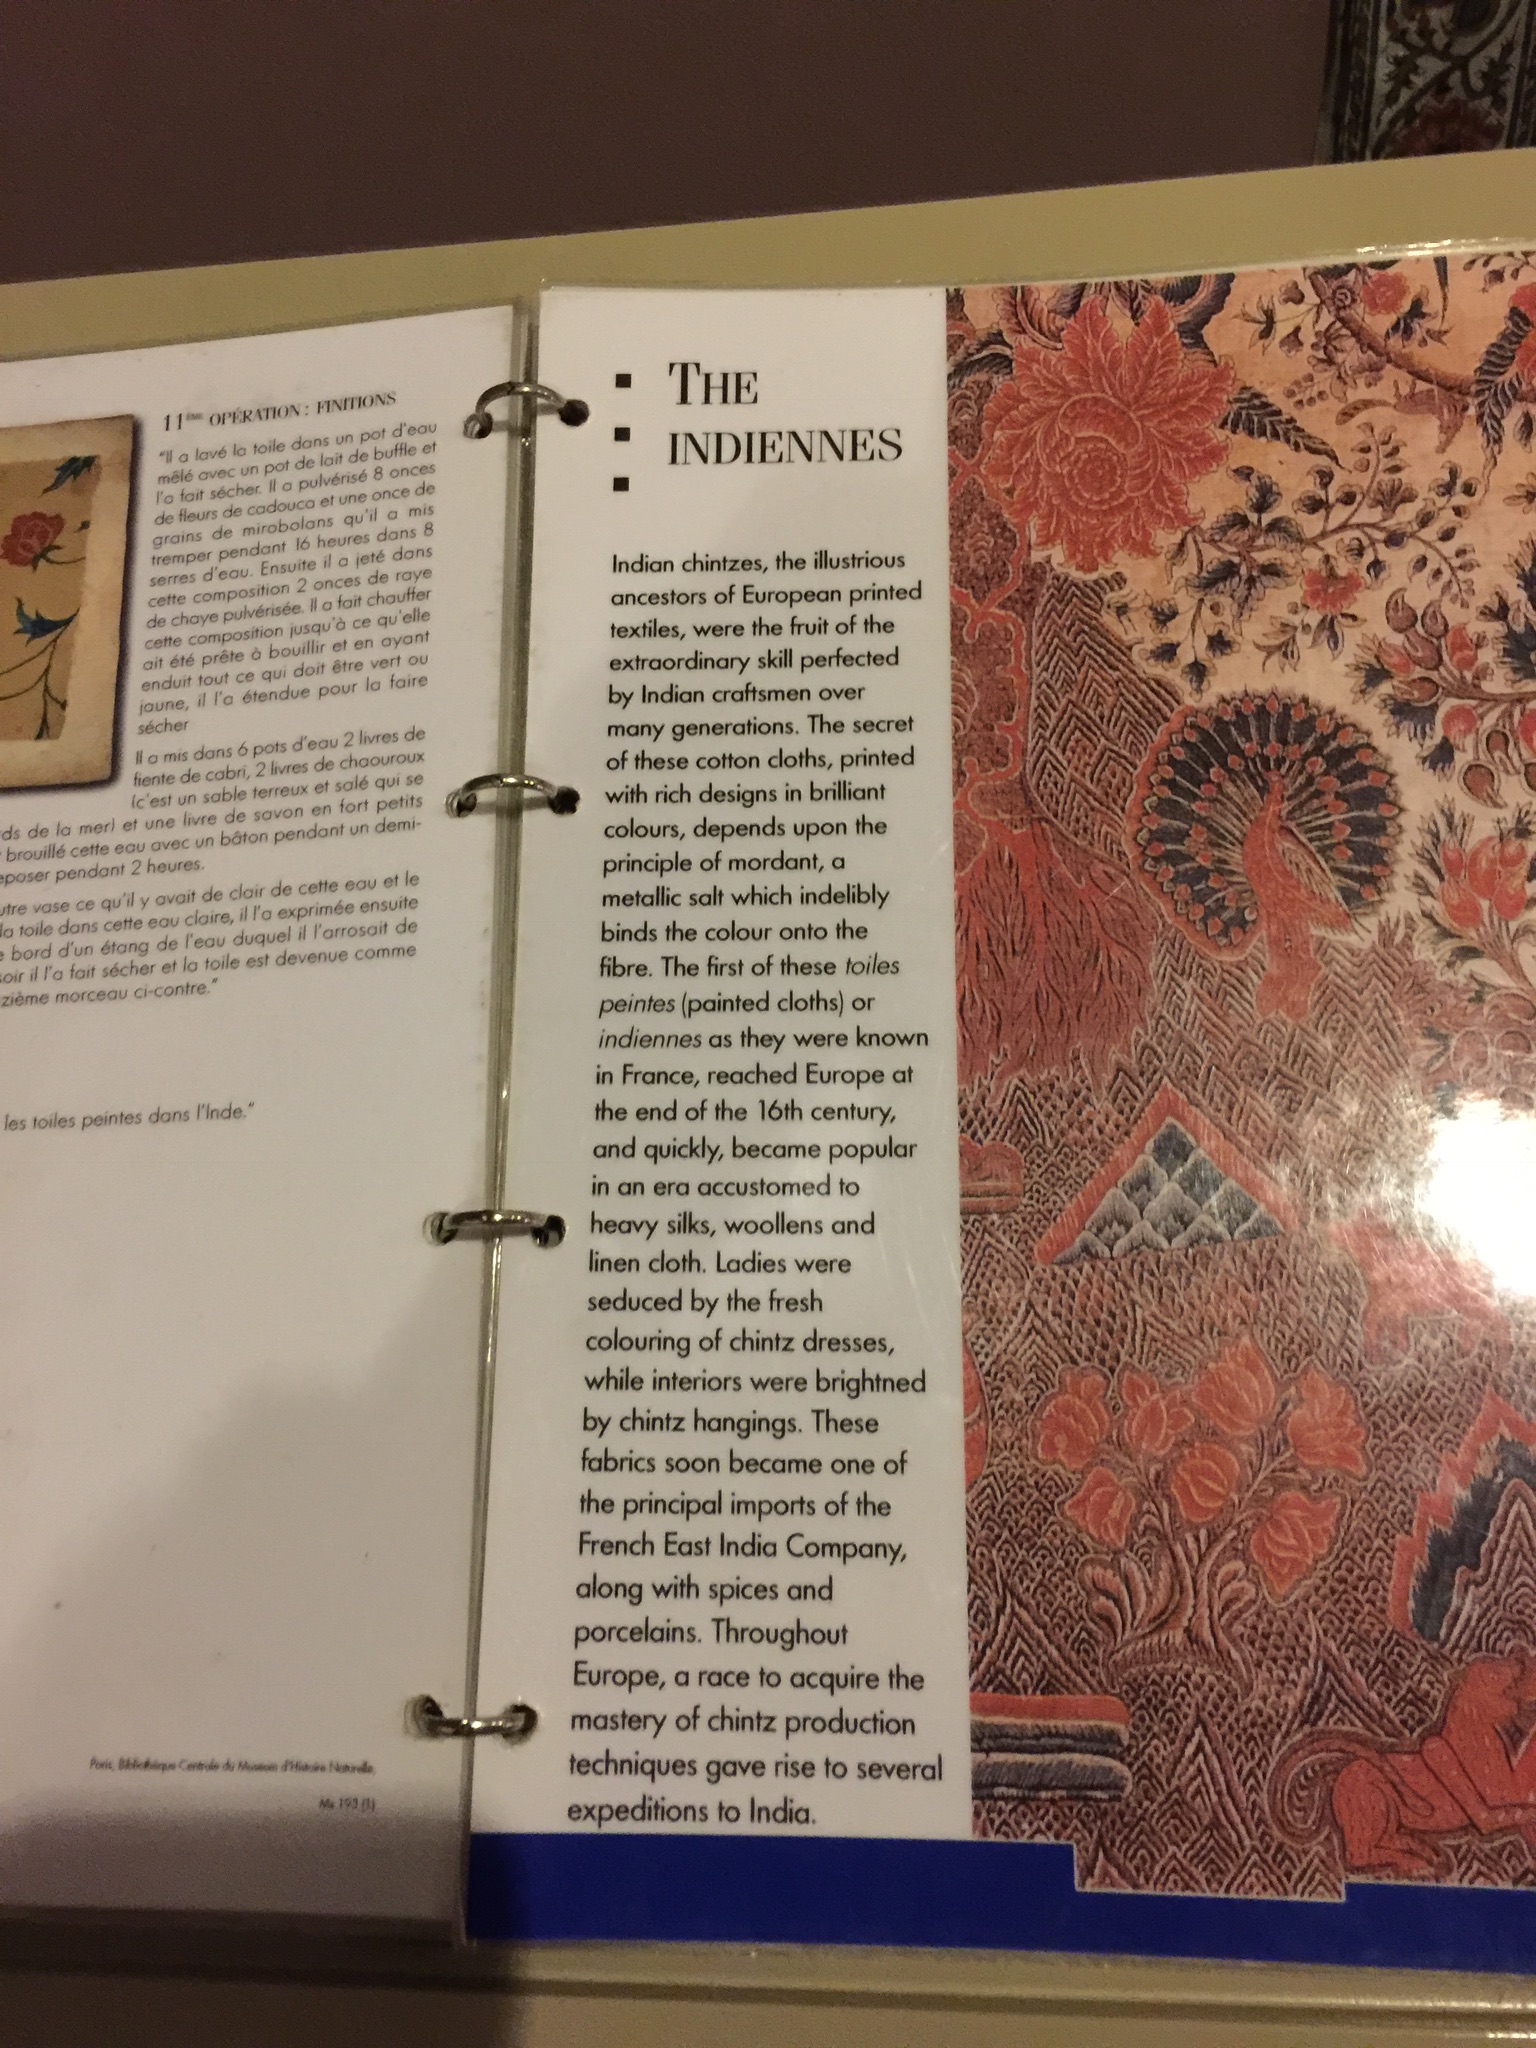 11ÈME OPÉRATION : FINITIONS
"Il a lavé la toile dans un pot d'eau
mêlé avec un pot de lait de buffle et
l'a fait sécher. Il a pulvérisé 8 onces
de fleurs de cadouca et une once de
grains de mirobolans qu'il a mis
tremper pendant 16 heures dans 8
serres d'eau. Ensuite il a jeté dans
cette composition 2 onces de raye
de chaye pulvérisée. Il a fait chauffer
cette composition jusqu'à ce qu'elle
ait été prête à bouillir et en ayant
enduit tout ce qui doit être vert ou
jaune, il l'a étendue pour la faire
sécher
Il a mis dans 6 pots d'eau 2 livres de
fiente de cabri, 2 livres de chaouroux
(c'est un sable terreux et salé qui se
rds de la mer) et une livre de savon en fort petits
brouillé cette eau avec un bâton pendant un demi-
eposer pendant 2 heures.
utre vase ce qu'il y avait de clair de cette eau et le
la toile dans cette eau claire, il l'a exprimée ensuite
e bord d'un étang de l'eau duquel il l'arrosait de
soir il l'a fait sécher et la toile est devenue comme
zième morceau ci-contre."
les toiles peintes dans l'Inde."
Paris, Bibliothèque Centrale du Museum d'Histoire Naturelle,
Ms 193 (1)
THE
INDIENNES
Indian chintzes, the illustrious
ancestors of European printed
textiles, were the fruit of the
extraordinary skill perfected
by Indian craftsmen over
many generations. The secret
of these cotton cloths, printed
with rich designs in brilliant
colours, depends upon the
principle of mordant, a
metallic salt which indelibly
binds the colour onto the
fibre. The first of these toiles
peintes (painted cloths) or
indiennes as they were known
in France, reached Europe at
the end of the 16th century,
and quickly, became popular
in an era accustomed to
heavy silks, woollens and
linen cloth. Ladies were
seduced by the fresh
colouring of chintz dresses,
while interiors were brightned
by chintz hangings. These
fabrics soon became one of
the principal imports of the
French East India Company,
along with spices and
porcelains. Throughout
Europe, a race to acquire the
mastery of chintz production
techniques gave rise to several
expeditions to India.